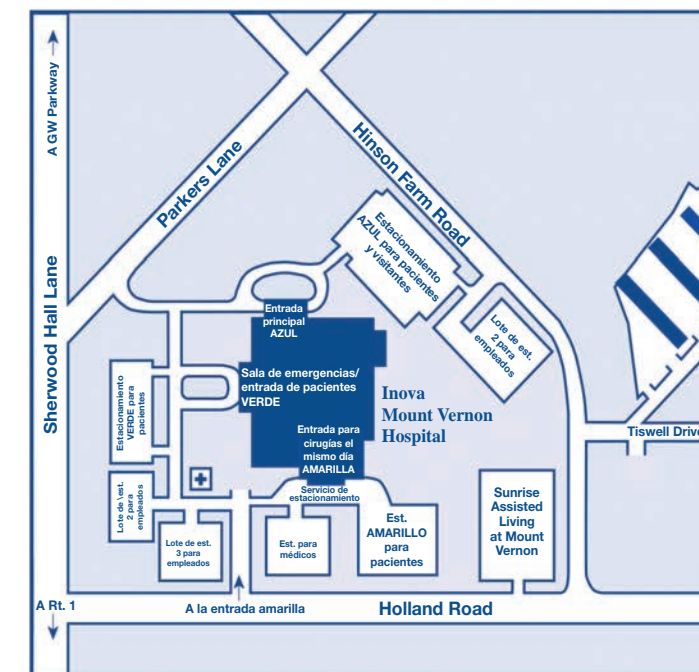 A GW Parkway
Parkers Lane
Hinson Farm Road
Estacionamiento
AZUL para pacientes
y visitantes
Sherwood Hall Lane
Entrada
principal
AZUL
Lote de est.
2 para
empleados
Sala de emergencias/
entrada de pacientes
VERDE
Inova
Mount Vernon
Hospital
Estacionamiento
VERDE para
pacientes
Entrada para
cirugías el
mismo día
AMARILLA
Tiswell Drive
Servicio de
estacionamiento
Lote de \est.
2 para
empleados
Lote de est.
3 para
empleados
Est. para
médicos
Est.
AMARILLO
para
pacientes
Sunrise
Assisted
Living
at Mount
Vernon
A Rt. 1
A la entrada amarilla
Holland Road